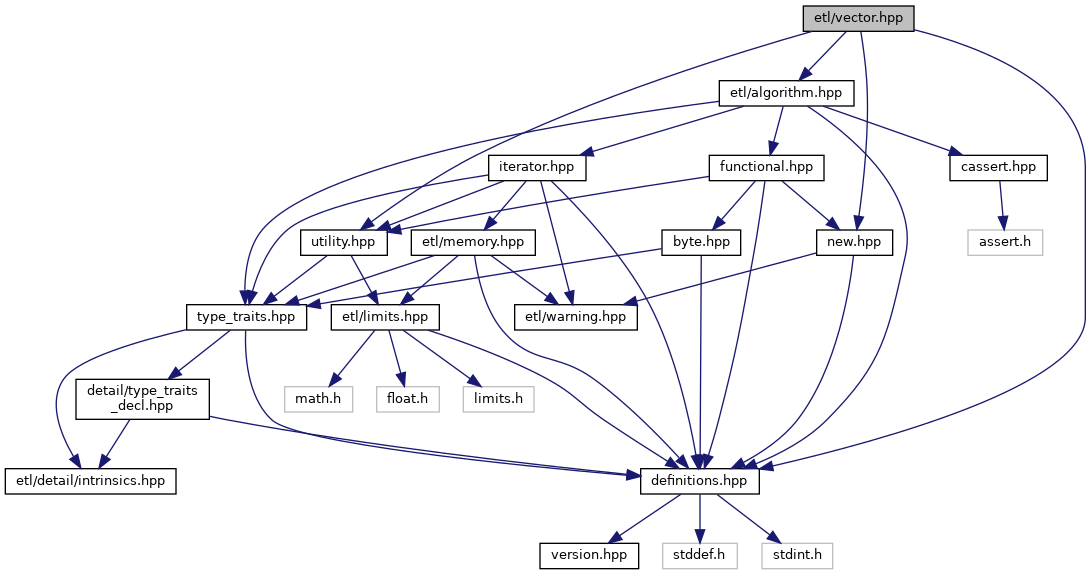 etl/vector.hpp
etl/algorithm.hpp
iterator.hpp
functional.hpp
cassert.hpp
utility.hpp
etl/memory.hpp
byte.hpp
new.hpp
assert.h
type_traits.hpp
etl/limits.hpp
etl/warning.hpp
detail/type_traits
_decl.hpp
math.h
float.h
limits.h
etl/detail/intrinsics.hpp
definitions.hpp
version.hpp
stddef.h
stdint.h